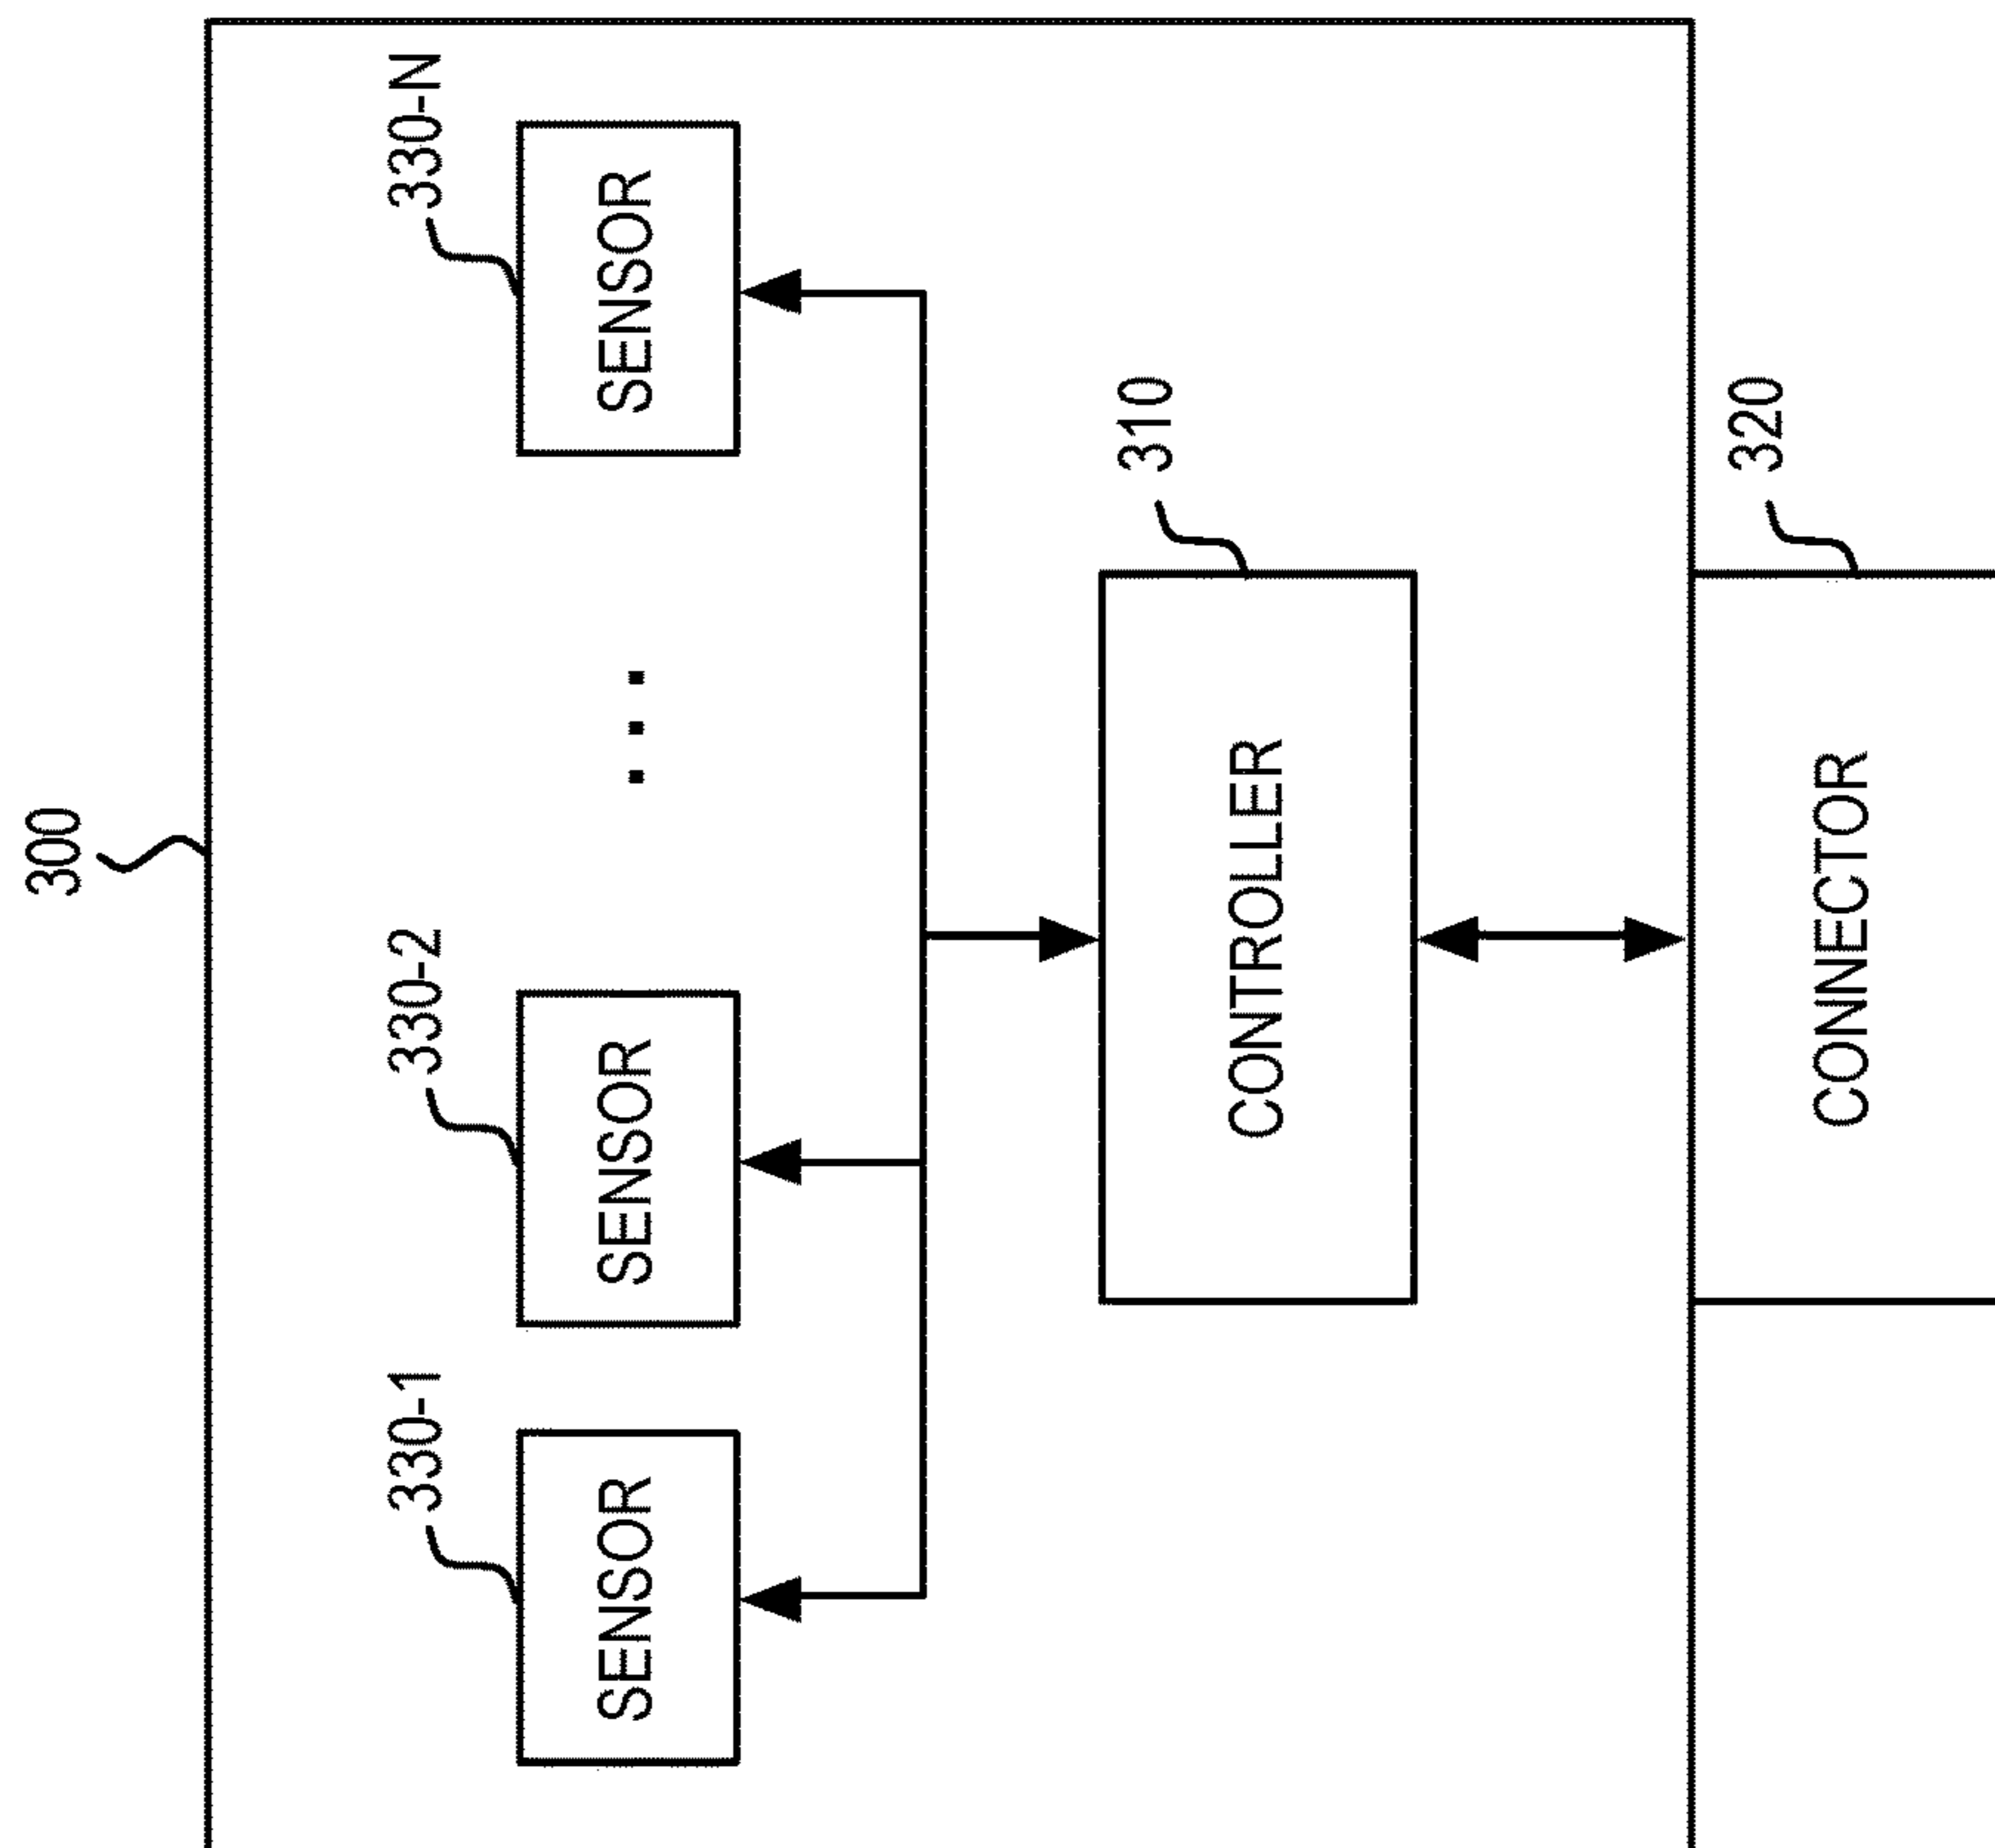 300
330-1
330-2
330-N
SENSOR
SENSOR
...
SENSOR
310
CONTROLLER
320
CONNECTOR